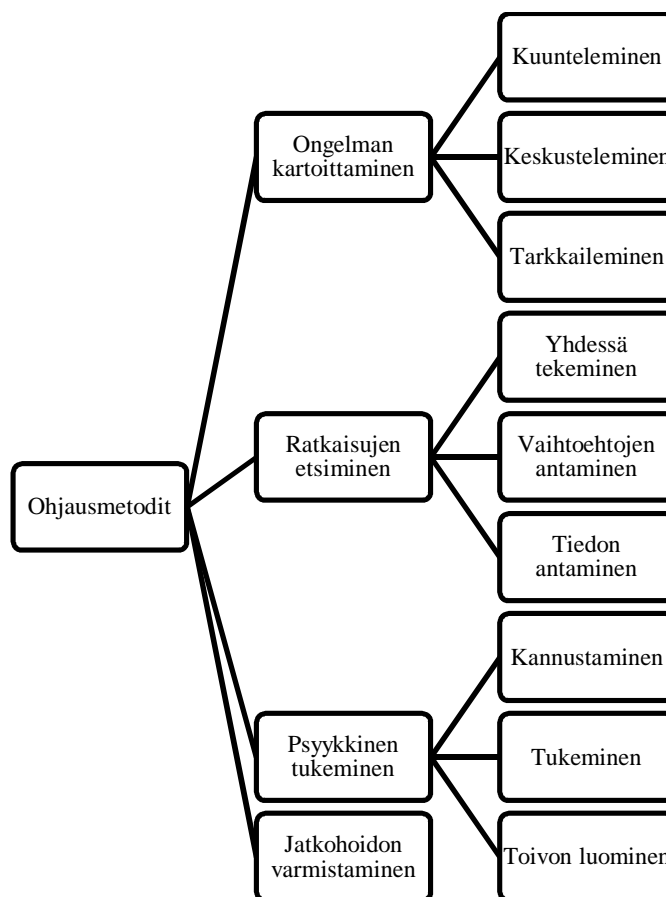 Ohjausmetodit
Ongelman
kartoittaminen
Kuunteleminen
Keskusteleminen
Tarkkaileminen
Ratkaisujen
etsiminen
Yhdessä
tekeminen
Vaihtoehtojen
antaminen
Tiedon
antaminen
Psyykkinen
tukeminen
Kannustaminen
Tukeminen
Toivon luominen
Jatkohoidon
varmistaminen